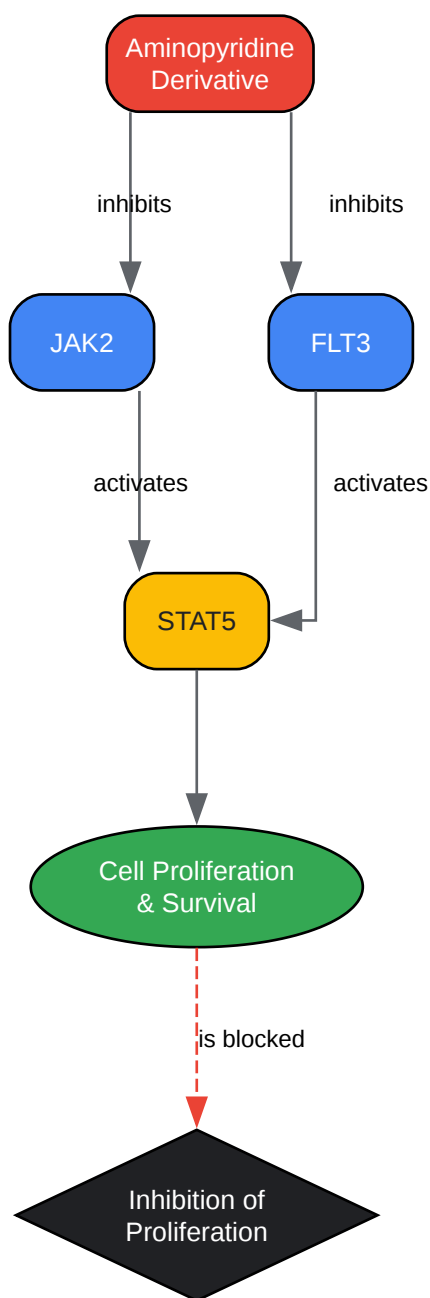 Aminopyridine
Derivative
inhibits
inhibits
JAK2
FLT3
activates
activates
STAT5
Cell Proliferation
& Survival
is blocked
Inhibition of
Proliferation